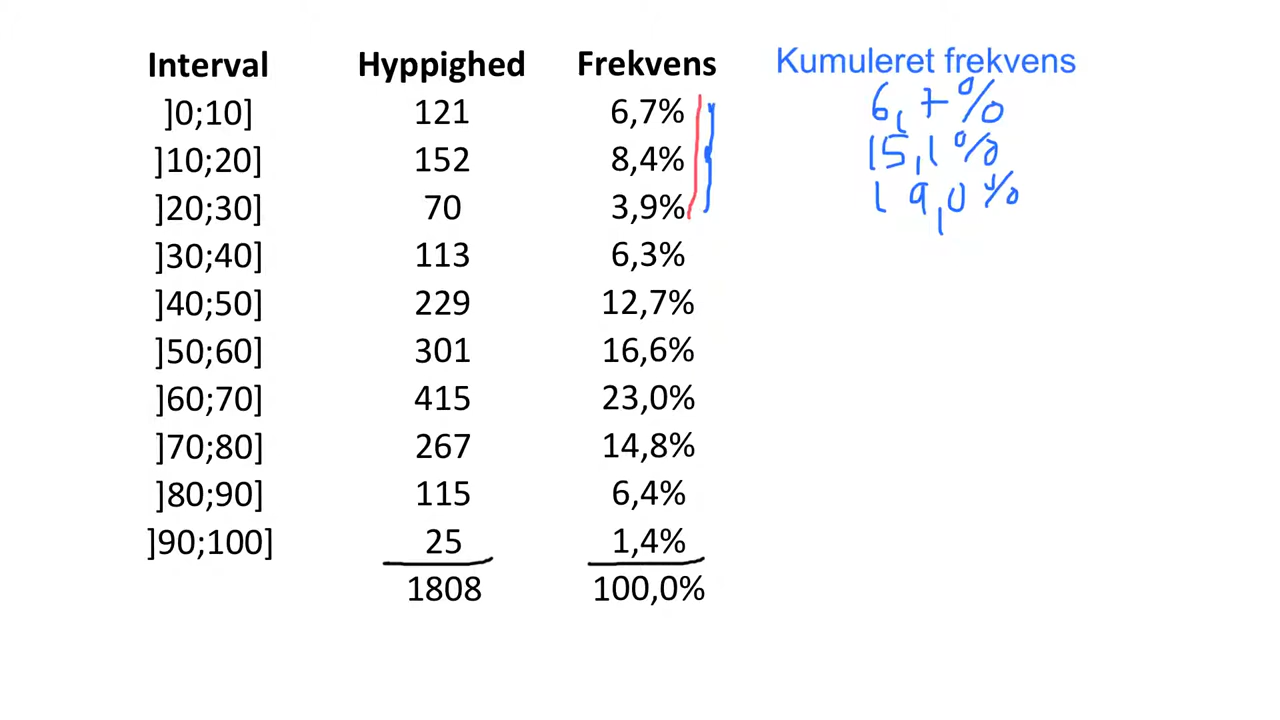 Interval Hyppighed Frekvens Kumuleret frekvens
]0;10] 121 6,7% 6,7%
]10;20] 152 8,4% 15,1%
]20;30] 70 3,9% 19,0%
]30;40] 113 6,3%
]40;50] 229 12,7%
]50;60] 301 16,6%
]60;70] 415 23,0%
]70;80] 267 14,8%
]80;90] 115 6,4%
]90;100] 25 1,4%
1808 100,0%